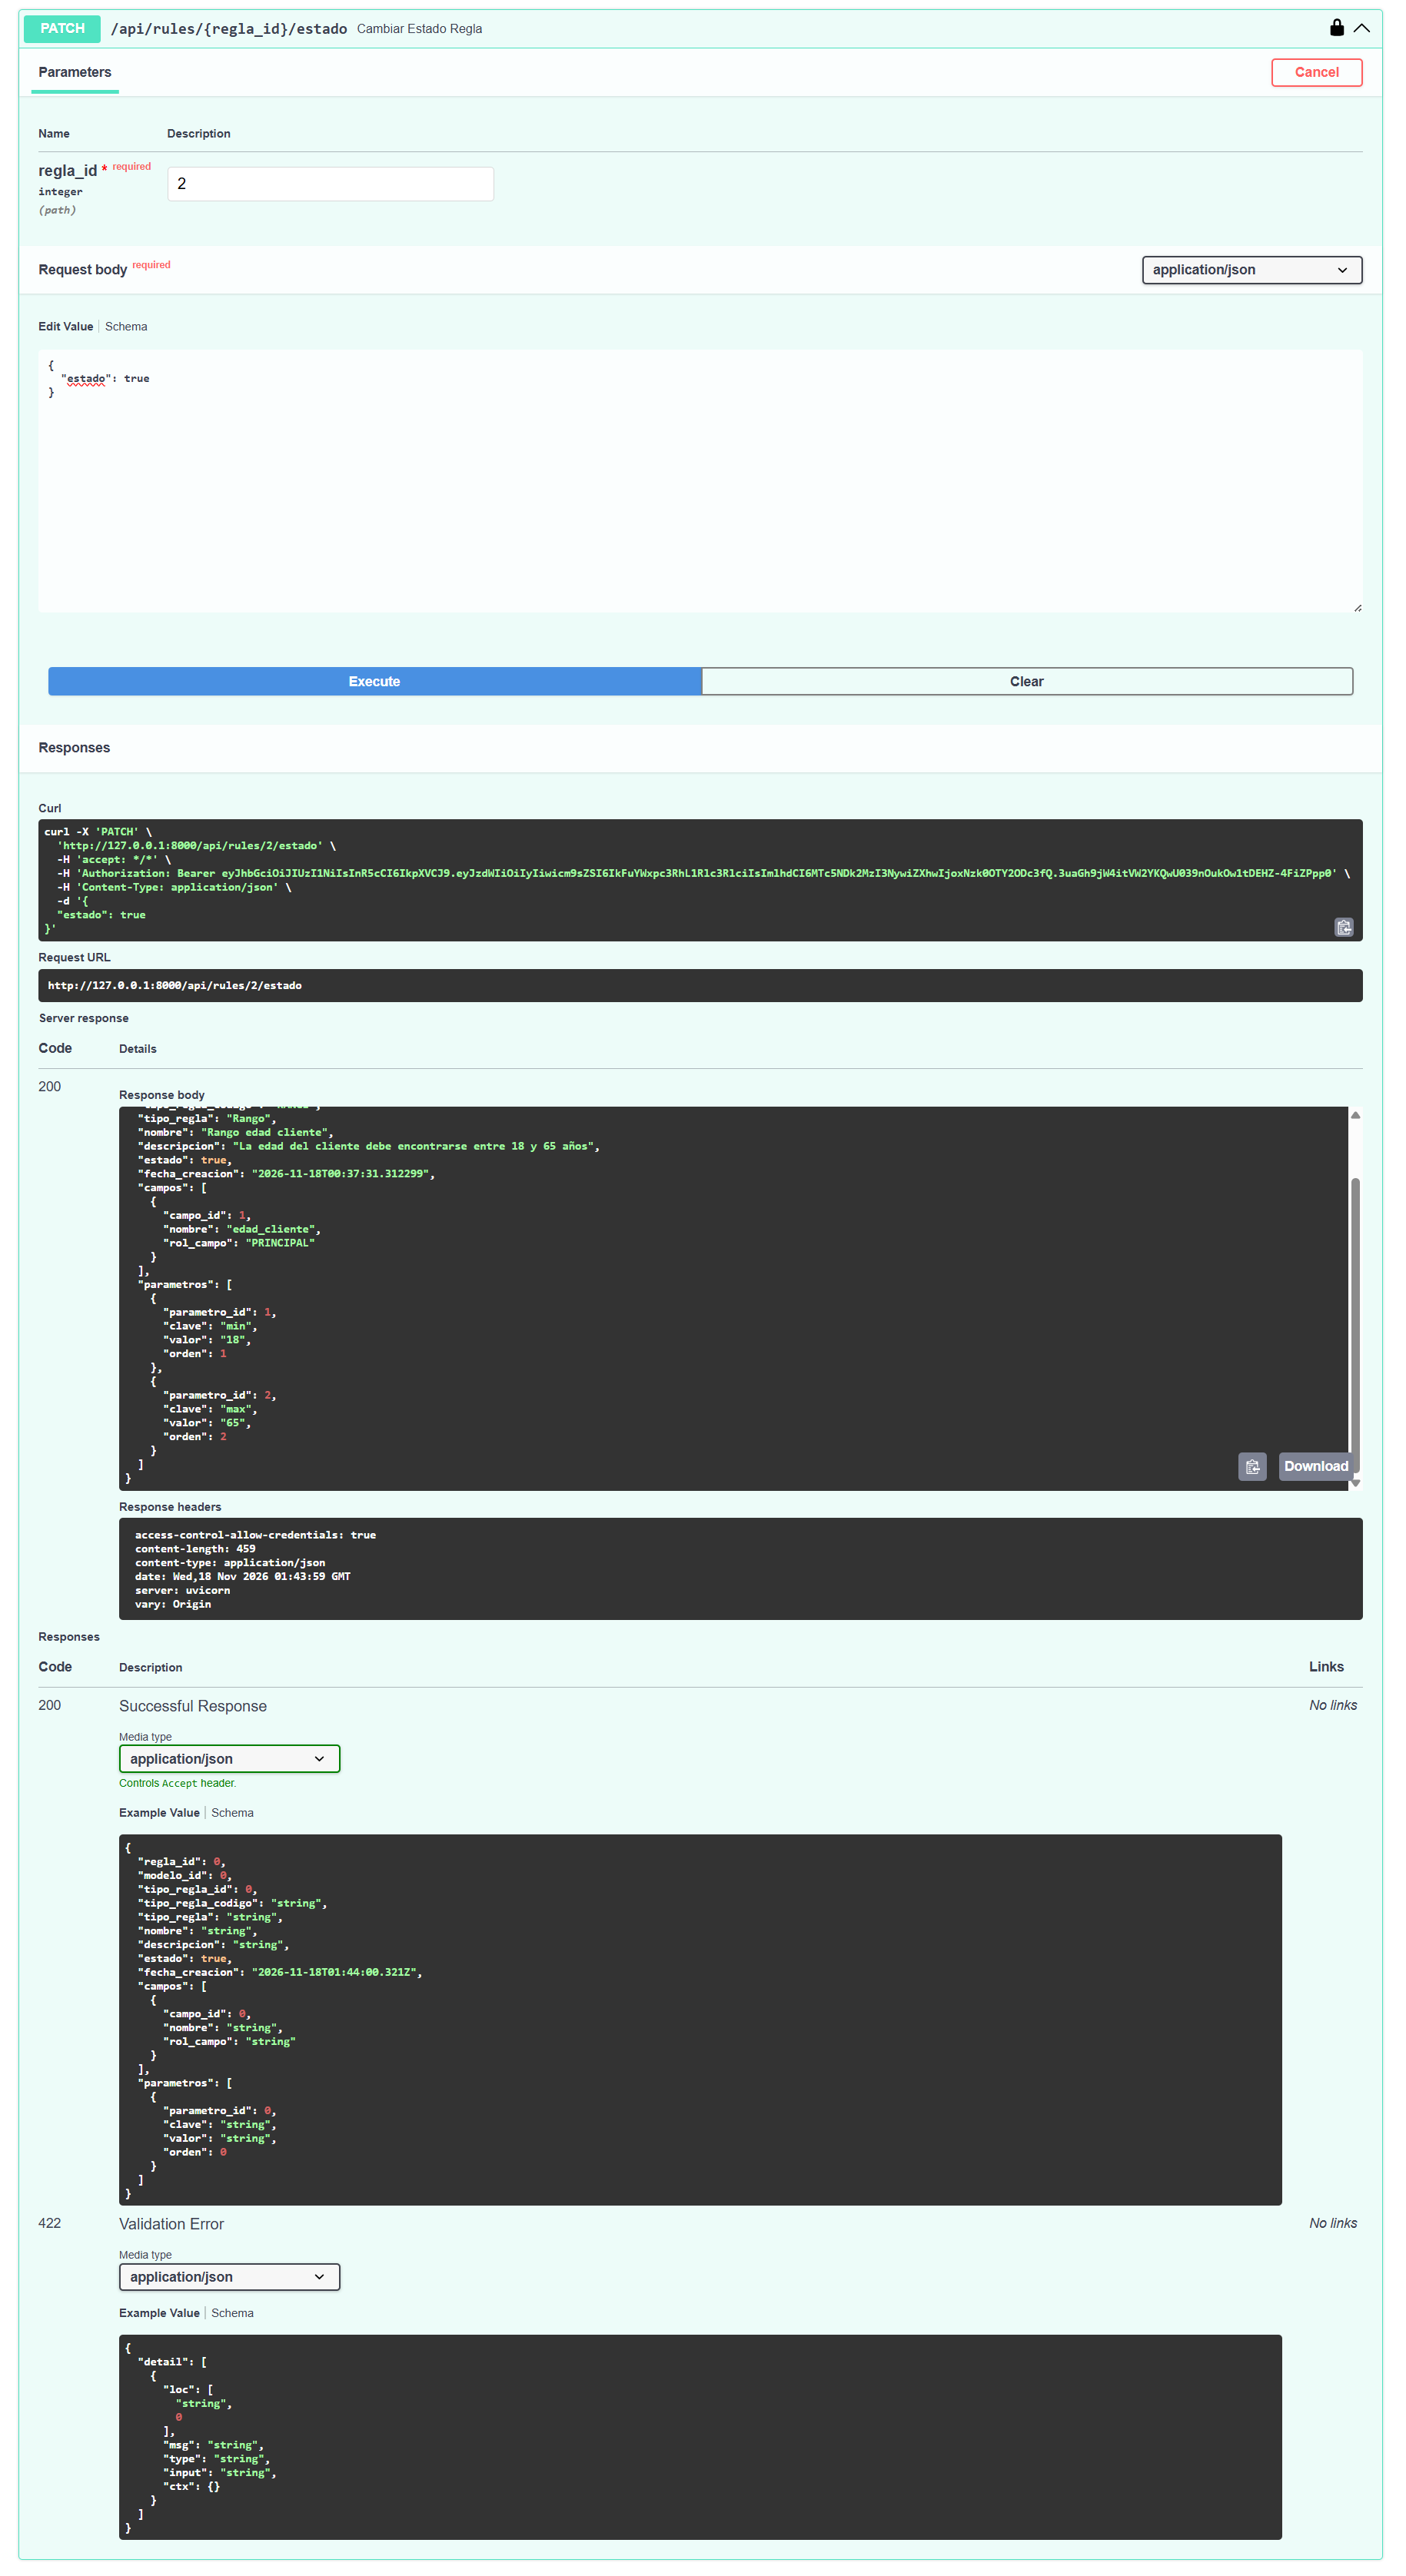 PATCH /api/rules/{regla_id}/estado Cambiar Estado Regla
Parameters
Cancel
Name Description
regla_id * required
integer
(path)
2
Request body required
application/json
Edit Value | Schema
{
  "estado": true
}
Execute
Clear
Responses
Curl
curl -X 'PATCH' \
  'http://127.0.0.1:8000/api/rules/2/estado' \
  -H 'accept: */*' \
  -H 'Authorization: Bearer eyJhbGciOiJIUzI1NiIsInR5cCI6IkpXVCJ9.eyJzdWIiOiIyIiwicm9sZSI6IkFuYWxpc3RhL1Rlc3RlciIsImlhdCI6MTc5NDk2MzI3NywiZXhwIjoxNzk0OTY2ODc3fQ.3uaGh9jW4itVW2YKQwU039nOukOw1tDEHZ-4FiZPpp0' \
  -H 'Content-Type: application/json' \
  -d '{
  "estado": true
}'
Request URL
http://127.0.0.1:8000/api/rules/2/estado
Server response
Code Details
200
Response body
"tipo_regla": "Rango",
"nombre": "Rango edad cliente",
"descripcion": "La edad del cliente debe encontrarse entre 18 y 65 años",
"estado": true,
"fecha_creacion": "2026-11-18T00:37:31.312299",
"campos": [
{
"campo_id": 1,
"nombre": "edad_cliente",
"rol_campo": "PRINCIPAL"
}
],
"parametros": [
{
"parametro_id": 1,
"clave": "min",
"valor": "18",
"orden": 1
},
{
"parametro_id": 2,
"clave": "max",
"valor": "65",
"orden": 2
}
]
}
Download
Response headers
access-control-allow-credentials: true
content-length: 459
content-type: application/json
date: Wed,18 Nov 2026 01:43:59 GMT
server: uvicorn
vary: Origin
Responses
Code Description Links
200 Successful Response No links
Media type
application/json
Controls Accept header.
Example Value | Schema
{
"regla_id": 0,
"modelo_id": 0,
"tipo_regla_id": 0,
"tipo_regla_codigo": "string",
"tipo_regla": "string",
"nombre": "string",
"descripcion": "string",
"estado": true,
"fecha_creacion": "2026-11-18T01:44:00.321Z",
"campos": [
{
"campo_id": 0,
"nombre": "string",
"rol_campo": "string"
}
],
"parametros": [
{
"parametro_id": 0,
"clave": "string",
"valor": "string",
"orden": 0
}
]
}
422 Validation Error No links
Media type
application/json
Example Value | Schema
{
"detail": [
{
"loc": [
"string",
0
],
"msg": "string",
"type": "string",
"input": "string",
"ctx": {}
}
]
}